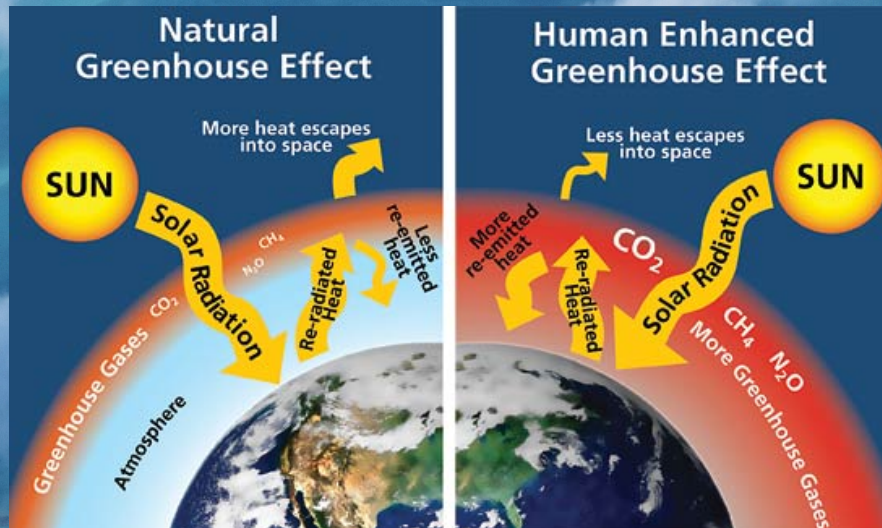 Natural
Greenhouse Effect
More heat escapes
into space
SUN
Solar Radiation
Greenhouse Gases
CO₂
N₂O
CH₄
Atmosphere
Re-radiated
Heat
Less
re-emitted
heat
Human Enhanced
Greenhouse Effect
Less heat escapes
into space
SUN
Solar Radiation
More
re-emitted
heat
Re-radiated
Heat
CO₂
CH₄
N₂O
More Greenhouse Gases